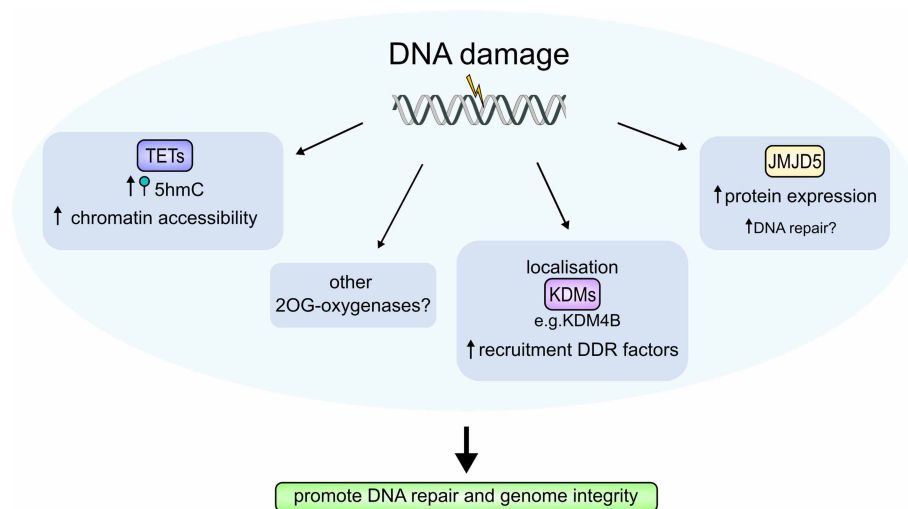 DNA damage
TETs
5hmC
chromatin accessibility
other
2OG-oxygenases?
localisation
KDMs
e.g.KDM4B
recruitment DDR factors
JMJD5
protein expression
DNA repair?
promote DNA repair and genome integrity